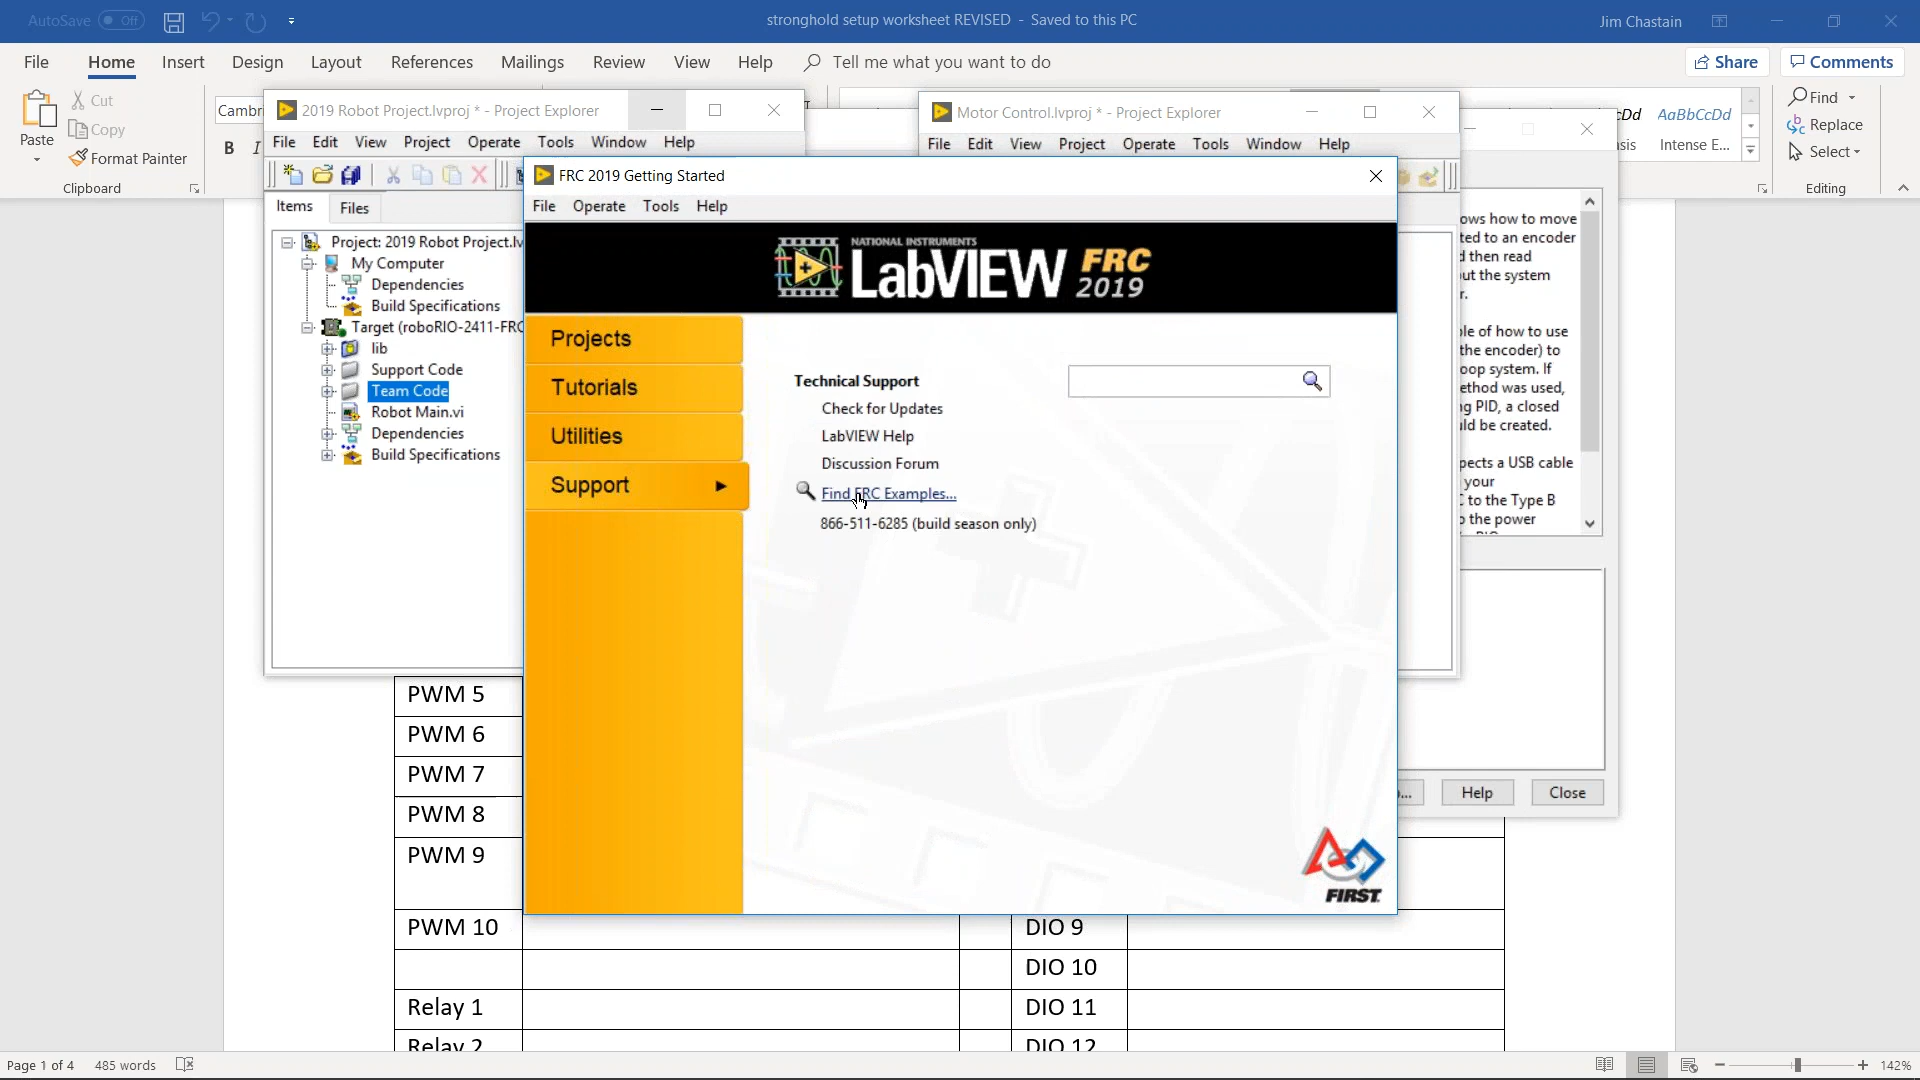 AutoSave Off
stronghold setup worksheet REVISED - Saved to this PC
Jim Chastain
File Home Insert Design Layout References Mailings Review View Help Tell me what you want to do
Share Comments
Paste
Cut
Copy
Format Painter
Clipboard
Cambri
B I
AaBbCcDd
Intense E...
Find
Replace
Select
Editing
2019 Robot Project.lvproj * - Project Explorer
File Edit View Project Operate Tools Window Help
Items Files
Project: 2019 Robot Project.lv
My Computer
Dependencies
Build Specifications
Target (roboRIO-2411-FRC
lib
Support Code
Team Code
Robot Main.vi
Dependencies
Build Specifications
Motor Control.lvproj * - Project Explorer
File Edit View Project Operate Tools Window Help
FRC 2019 Getting Started
File Operate Tools Help
NATIONAL INSTRUMENTS
LabVIEW FRC 2019
Projects
Tutorials
Utilities
Support
Technical Support
Check for Updates
LabVIEW Help
Discussion Forum
Find FRC Examples...
866-511-6285 (build season only)
FIRST
ows how to move
ted to an encoder
d then read
out the system
r.
ple of how to use
the encoder) to
oop system. If
ethod was used,
g PID, a closed
uld be created.
pects a USB cable
your
C to the Type B
o the power
Help Close
PWM 5
PWM 6
PWM 7
PWM 8
PWM 9
PWM 10 DIO 9
DIO 10
Relay 1 DIO 11
Relay 2 DIO 12
Page 1 of 4 485 words
142%